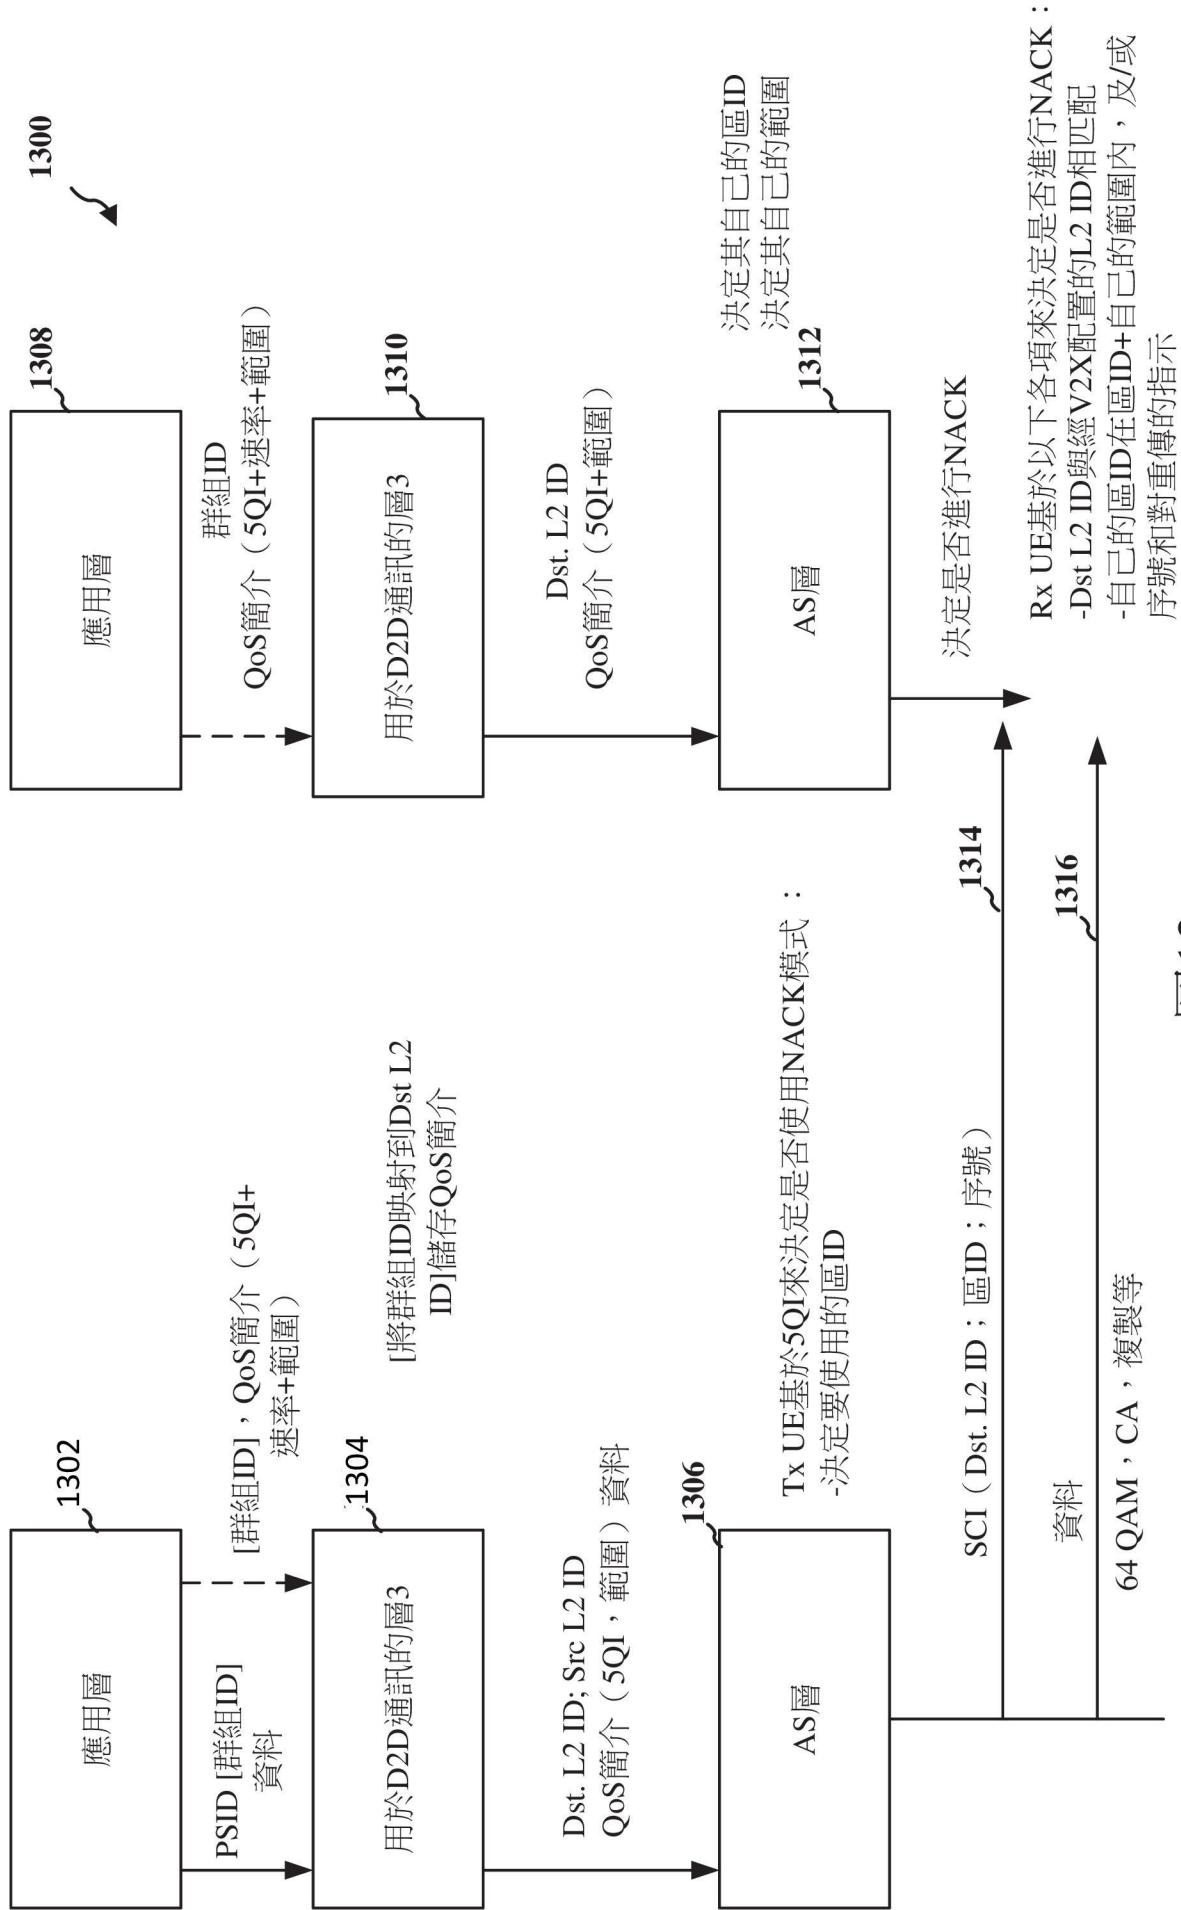 1300
1302
應用層
PSID [群組ID]
資料
[群組ID]，QoS簡介（5QI+
速率+範圍）
1304
用於D2D通訊的層3
[將群組ID映射到Dst L2
ID]儲存QoS簡介
Dst. L2 ID; Src L2 ID
QoS簡介（5QI，範圍）資料
1306
AS層
Tx UE基於5QI來決定是否使用NACK模式：
-決定要使用的區ID
1308
應用層
群組ID
QoS簡介（5QI+速率+範圍）
1310
用於D2D通訊的層3
Dst. L2 ID
QoS簡介（5QI+範圍）
1312
AS層
決定其自己的區ID
決定其自己的範圍
決定是否進行NACK
SCI（Dst. L2 ID；區ID；序號）
1314
資料
1316
64 QAM，CA，複製等
Rx UE基於以下各項來決定是否進行NACK：
-Dst L2 ID與經V2X配置的L2 ID相匹配
-自己的區ID在區ID+自己的範圍內，及/或
序號和對重傳的指示